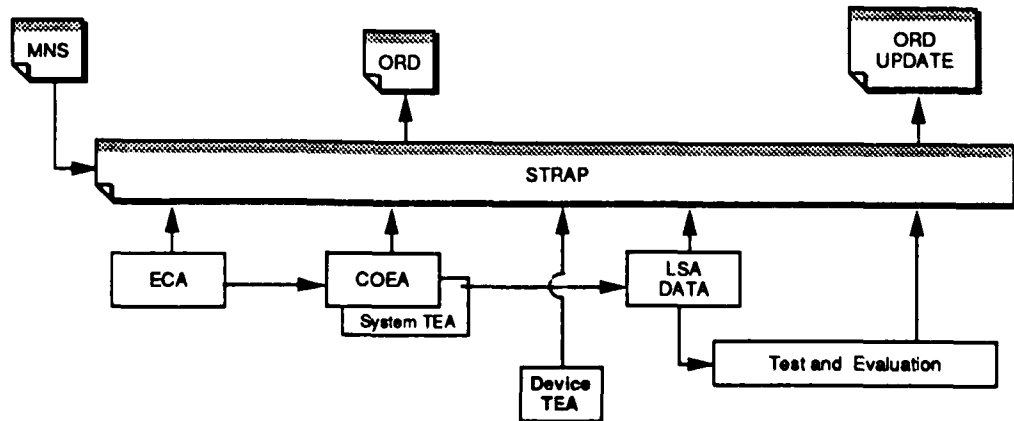 MNS
ORD
ORD
UPDATE
STRAP
ECA
COEA
System TEA
LSA
DATA
Device
TEA
Test and Evaluation